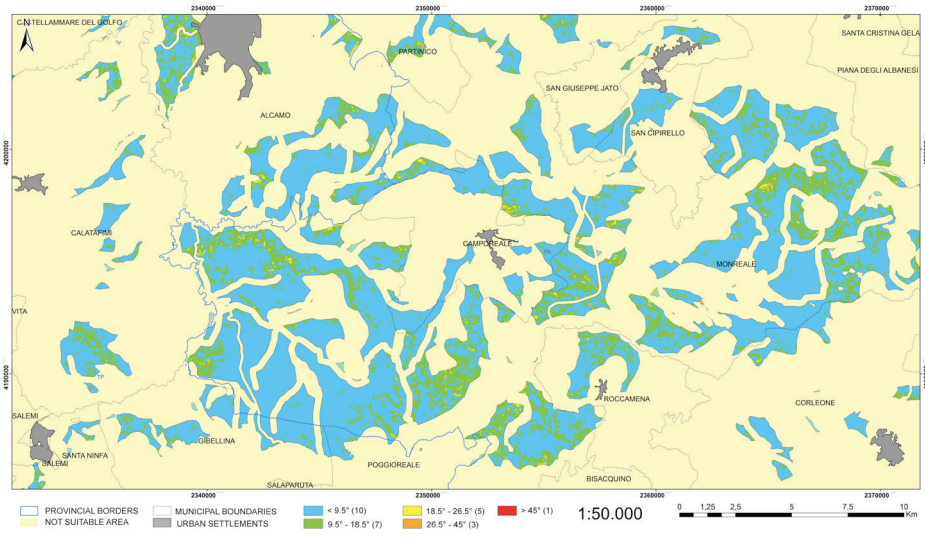 2340000 2350000 2360000 2370000
CASTELLAMMARE DEL GOLFO
N
PARTINICO
SANTA CRISTINA GELA
PIANA DEGLI ALBANESI
SAN GIUSEPPE JATO
ALCAMO
SAN CIPIRELLO
4200000
CALATAFIMI
CAMPOREALE
MONREALE
VITA
TP
4190000
ROCCAMENA
CORLEONE
SALEMI
GIBELLINA
SANTA NINFA
SALEMI
POGGIOREALE
BISACQUINO
SALAPARUTA
2340000 2350000 2360000 2370000
PROVINCIAL BORDERS
NOT SUITABLE AREA
MUNICIPAL BOUNDARIES
URBAN SETTLEMENTS
< 9.5° (10)
9.5° - 18.5° (7)
18.5° - 26.5° (5)
26.5° - 45° (3)
> 45° (1)
1:50.000
0 1,25 2,5 5 7,5 10
Km